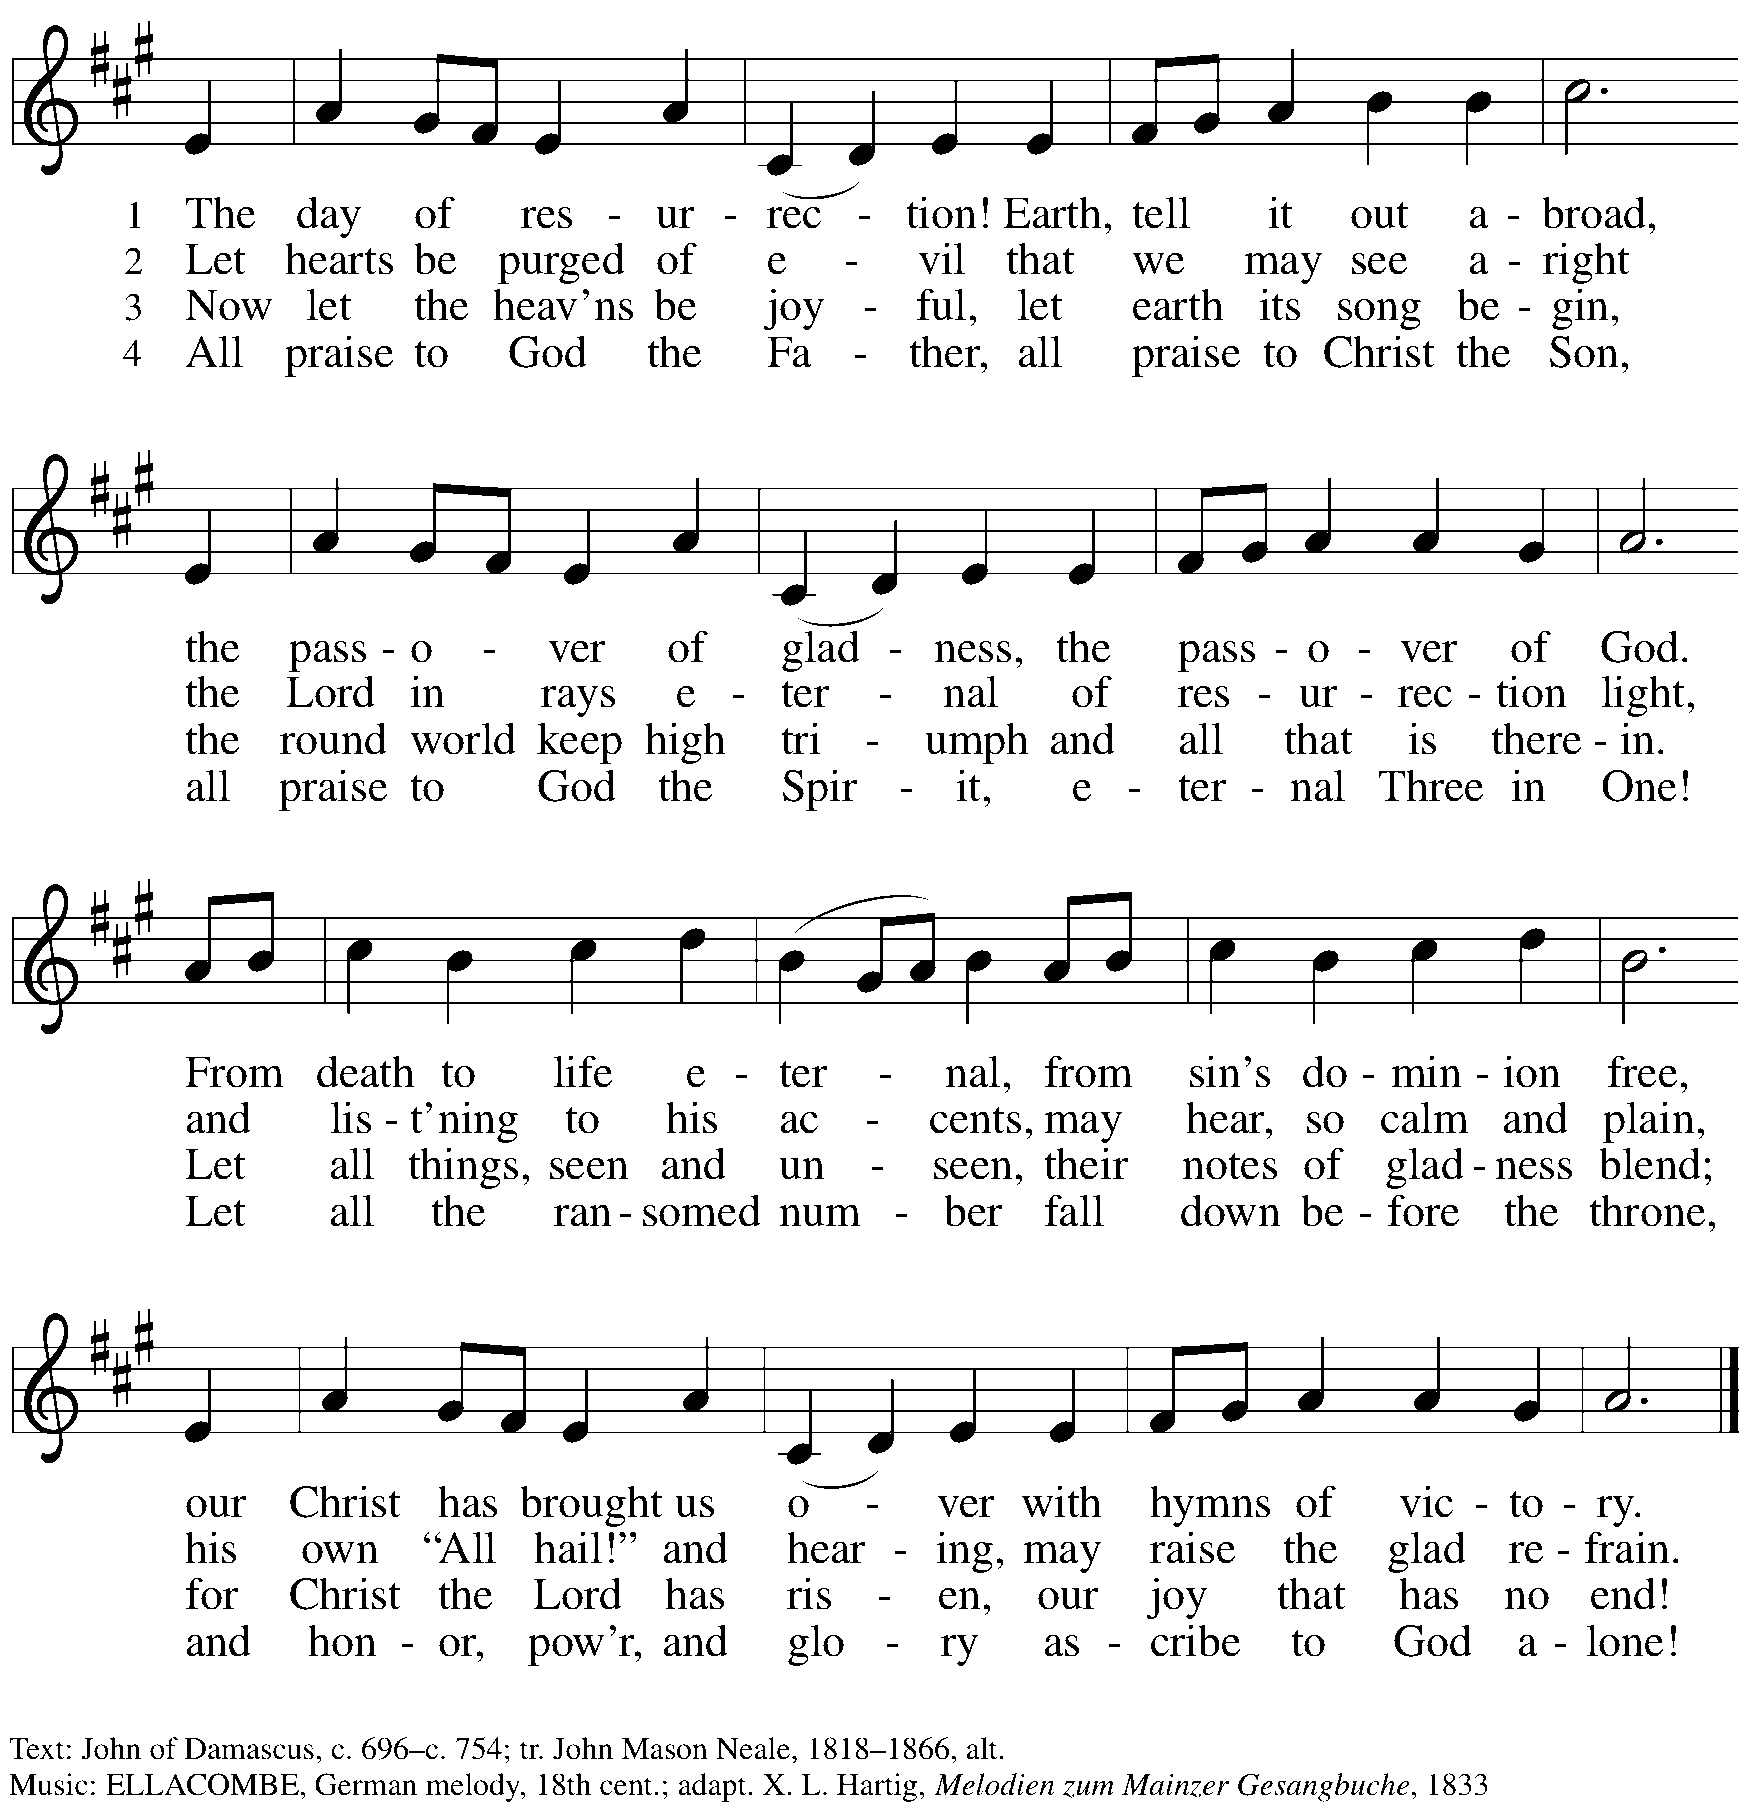 1 The day of res - ur - rec - tion! Earth, tell it out a - broad,
2 Let hearts be purged of e - vil that we may see a - right
3 Now let the heav’ns be joy - ful, let earth its song be - gin,
4 All praise to God the Fa - ther, all praise to Christ the Son,
the pass - o - ver of glad - ness, the pass - o - ver of God.
the Lord in rays e - ter - nal of res - ur - rec - tion light,
the round world keep high tri - umph and all that is there - in.
all praise to God the Spir - it, e - ter - nal Three in One!
From death to life e - ter - nal, from sin’s do - min - ion free,
and lis - t’ning to his ac - cents, may hear, so calm and plain,
Let all things, seen and un - seen, their notes of glad - ness blend;
Let all the ran - somed num - ber fall down be - fore the throne,
our Christ has brought us o - ver with hymns of vic - to - ry.
his own “All hail!” and hear - ing, may raise the glad re - frain.
for Christ the Lord has ris - en, our joy that has no end!
and hon - or, pow’r, and glo - ry as - cribe to God a - lone!
Text: John of Damascus, c. 696–c. 754; tr. John Mason Neale, 1818–1866, alt.
Music: ELLACOMBE, German melody, 18th cent.; adapt. X. L. Hartig, Melodien zum Mainzer Gesangbuche, 1833